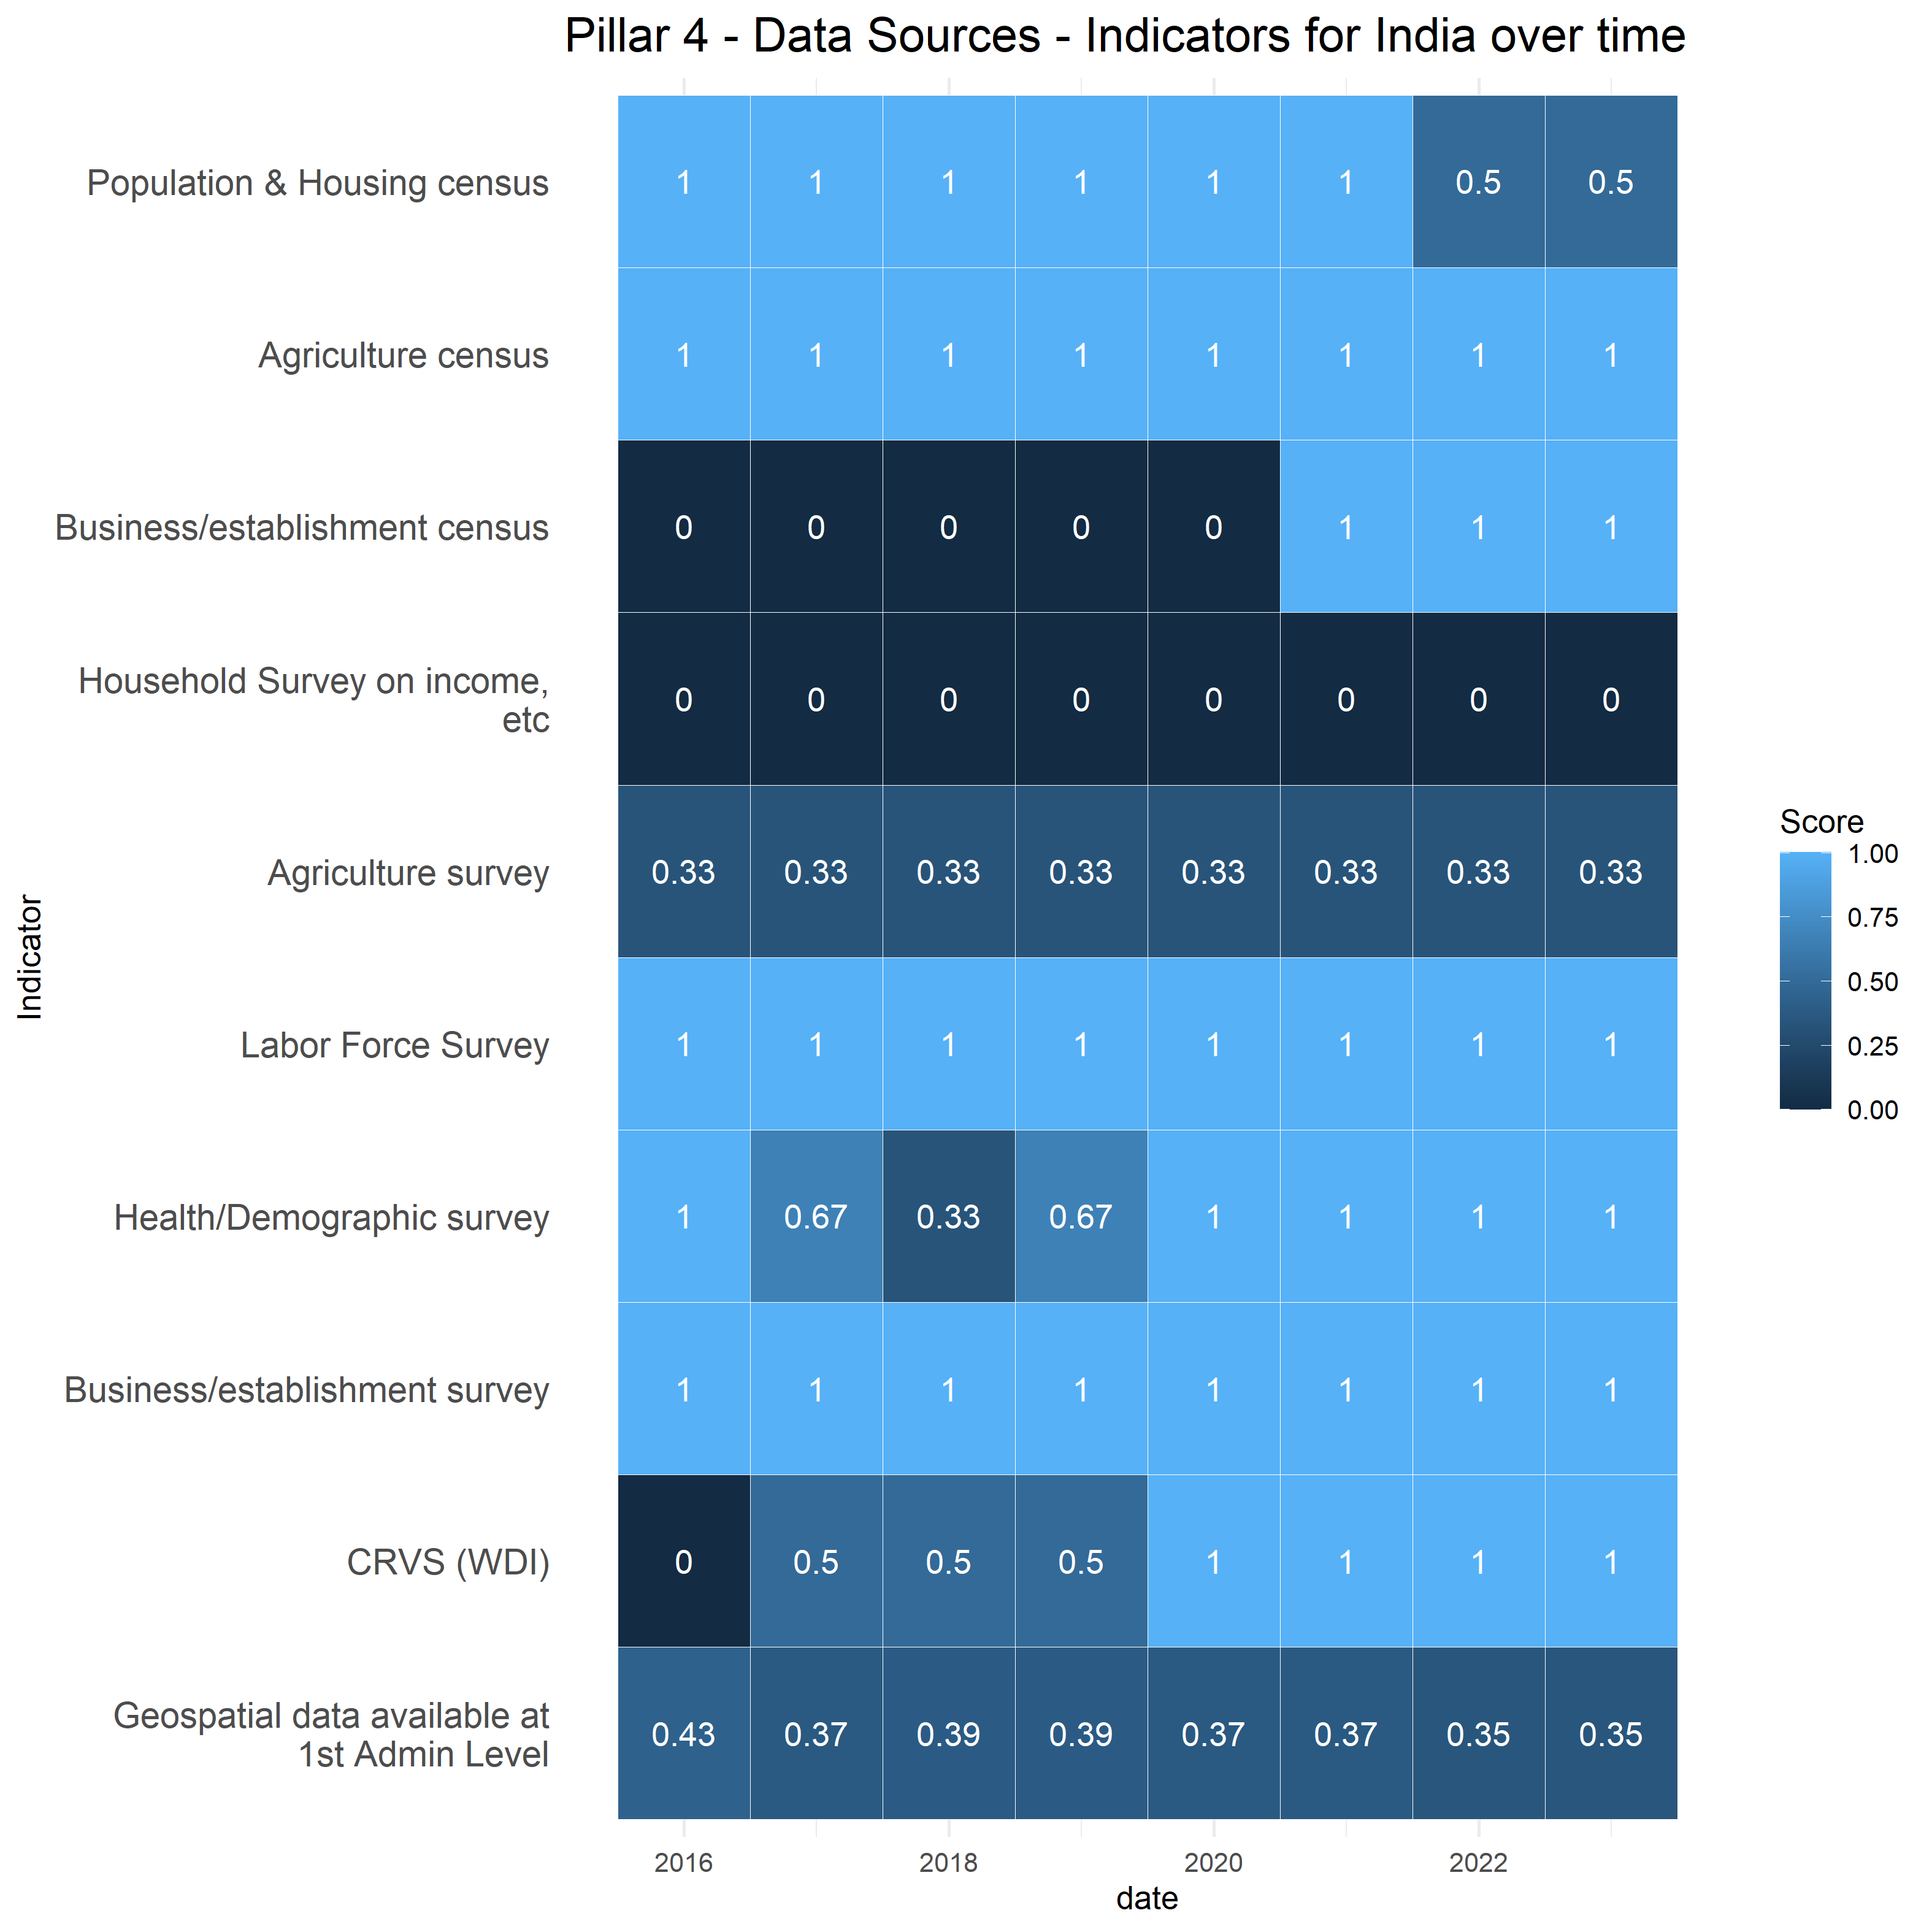 Pillar 4 - Data Sources - Indicators for India over time
Population & Housing census
1 1 1 1 1 1 0.5 0.5
Agriculture census
1 1 1 1 1 1 1 1
Business/establishment census
0 0 0 0 0 1 1 1
Household Survey on income,
etc
0 0 0 0 0 0 0 0
Agriculture survey
0.33 0.33 0.33 0.33 0.33 0.33 0.33 0.33
Labor Force Survey
1 1 1 1 1 1 1 1
Health/Demographic survey
1 0.67 0.33 0.67 1 1 1 1
Business/establishment survey
1 1 1 1 1 1 1 1
CRVS (WDI)
0 0.5 0.5 0.5 1 1 1 1
Geospatial data available at
1st Admin Level
0.43 0.37 0.39 0.39 0.37 0.37 0.35 0.35
2016 2018 2020 2022
date
Indicator
Score
1.00
0.75
0.50
0.25
0.00